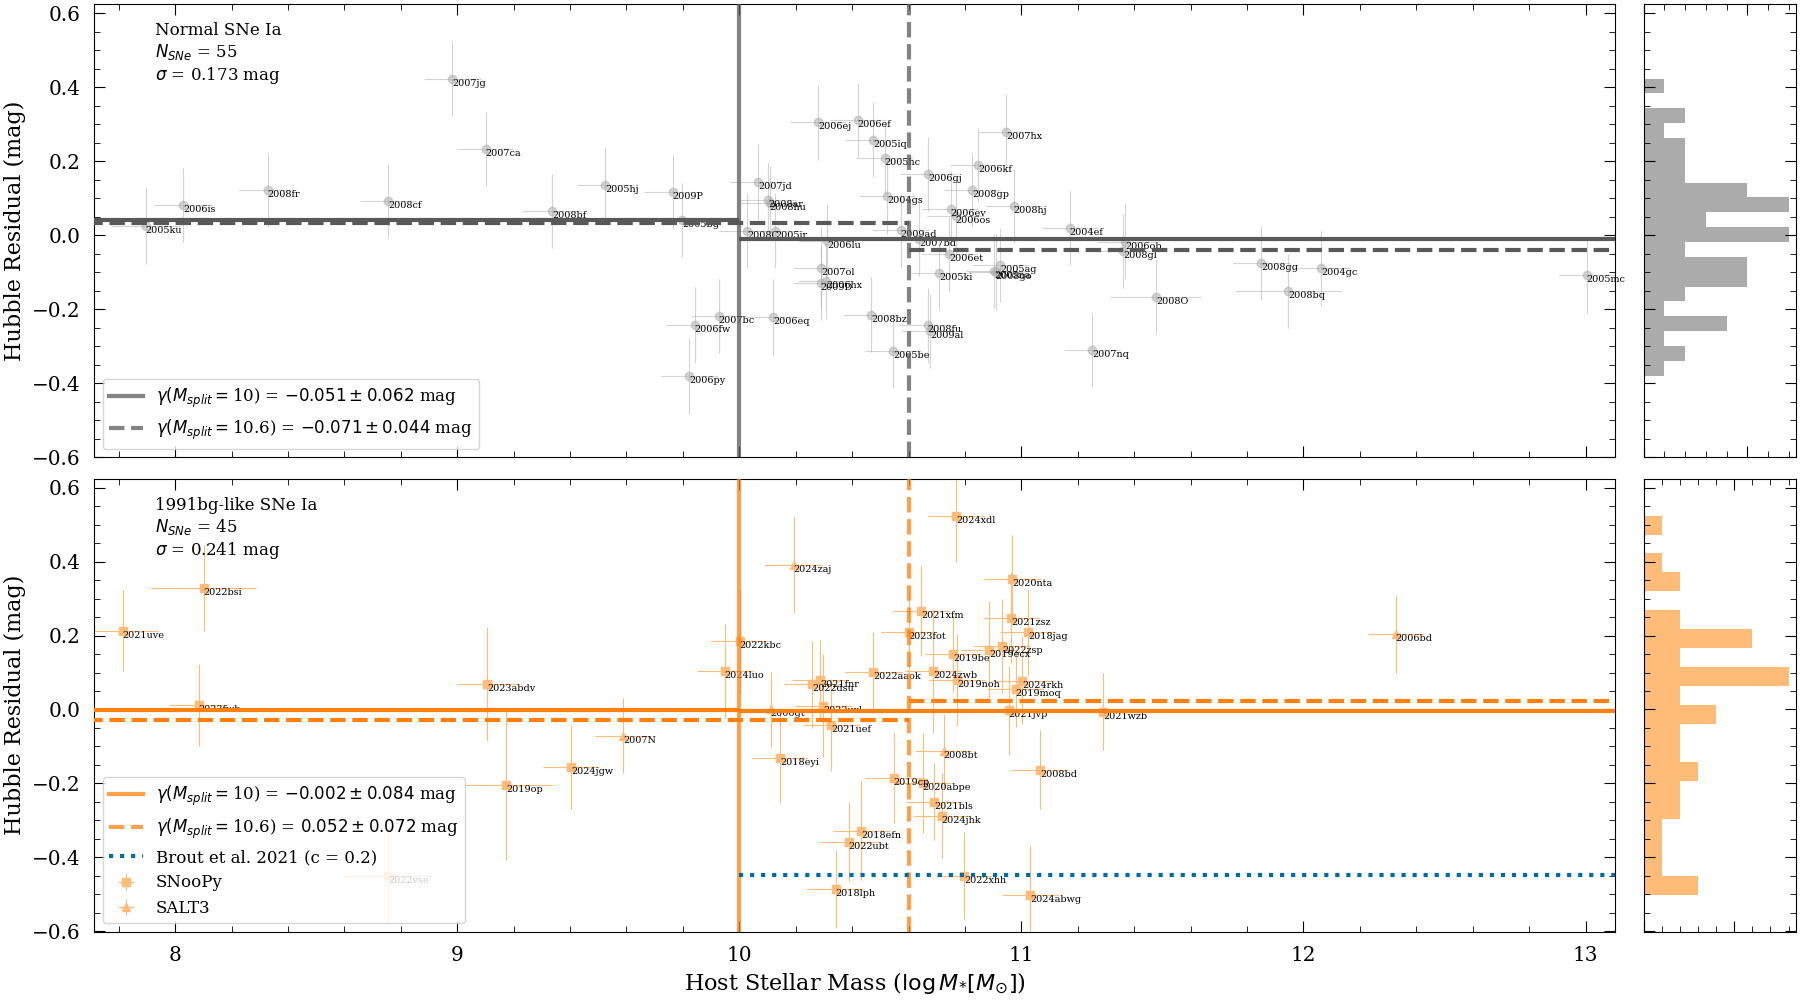 0.6
0.4
0.2
0.0
−0.2
−0.4
−0.6
Hubble Residual (mag)
Normal SNe Ia
N_SNe = 55
σ = 0.173 mag
2007jg
2007ca
2006is
2005ku
2008fr
2008cf
2008bf
2005hj
2009P
2007jd
2006ej
2006ef
2005iq
2005hc
2004gs
2006gj
2007hx
2006kf
2008gp
2008hj
2006ev
2006os
2009ad
2007bd
2006et
2005ki
2005ag
2004ef
2006ob
2008gl
2008gg
2004gc
2005mc
2008bq
2008O
2007nq
2005ir
2006lu
2007ol
2009D
2006eq
2007bc
2006fw
2006py
2008bz
2008fu
2009al
2005be
γ(M_split = 10) = −0.051 ± 0.062 mag
γ(M_split = 10.6) = −0.071 ± 0.044 mag
0.6
0.4
0.2
0.0
−0.2
−0.4
−0.6
Hubble Residual (mag)
1991bg-like SNe Ia
N_SNe = 45
σ = 0.241 mag
2022bsi
2021uve
2023abdv
2007N
2024jgw
2019op
2022vse
2024luo
2022kbc
2024zaj
2021fnr
2022dsu
2021uef
2018eyi
2022aaok
2019cp
2018efn
2022ubt
2018lph
2024xdl
2020nta
2021xfm
2023fot
2021zsz
2018jag
2022zsp
2019ecx
2019be
2024zwb
2019noh
2024rkh
2019moq
2021jvp
2021wzb
2006bd
2008bt
2008bd
2020abpe
2021bls
2024jhk
2022xhh
2024abwg
γ(M_split = 10) = −0.002 ± 0.084 mag
γ(M_split = 10.6) = 0.052 ± 0.072 mag
Brout et al. 2021 (c = 0.2)
SNooPy
SALT3
8
9
10
11
12
13
Host Stellar Mass (log M_*[M_⊙])